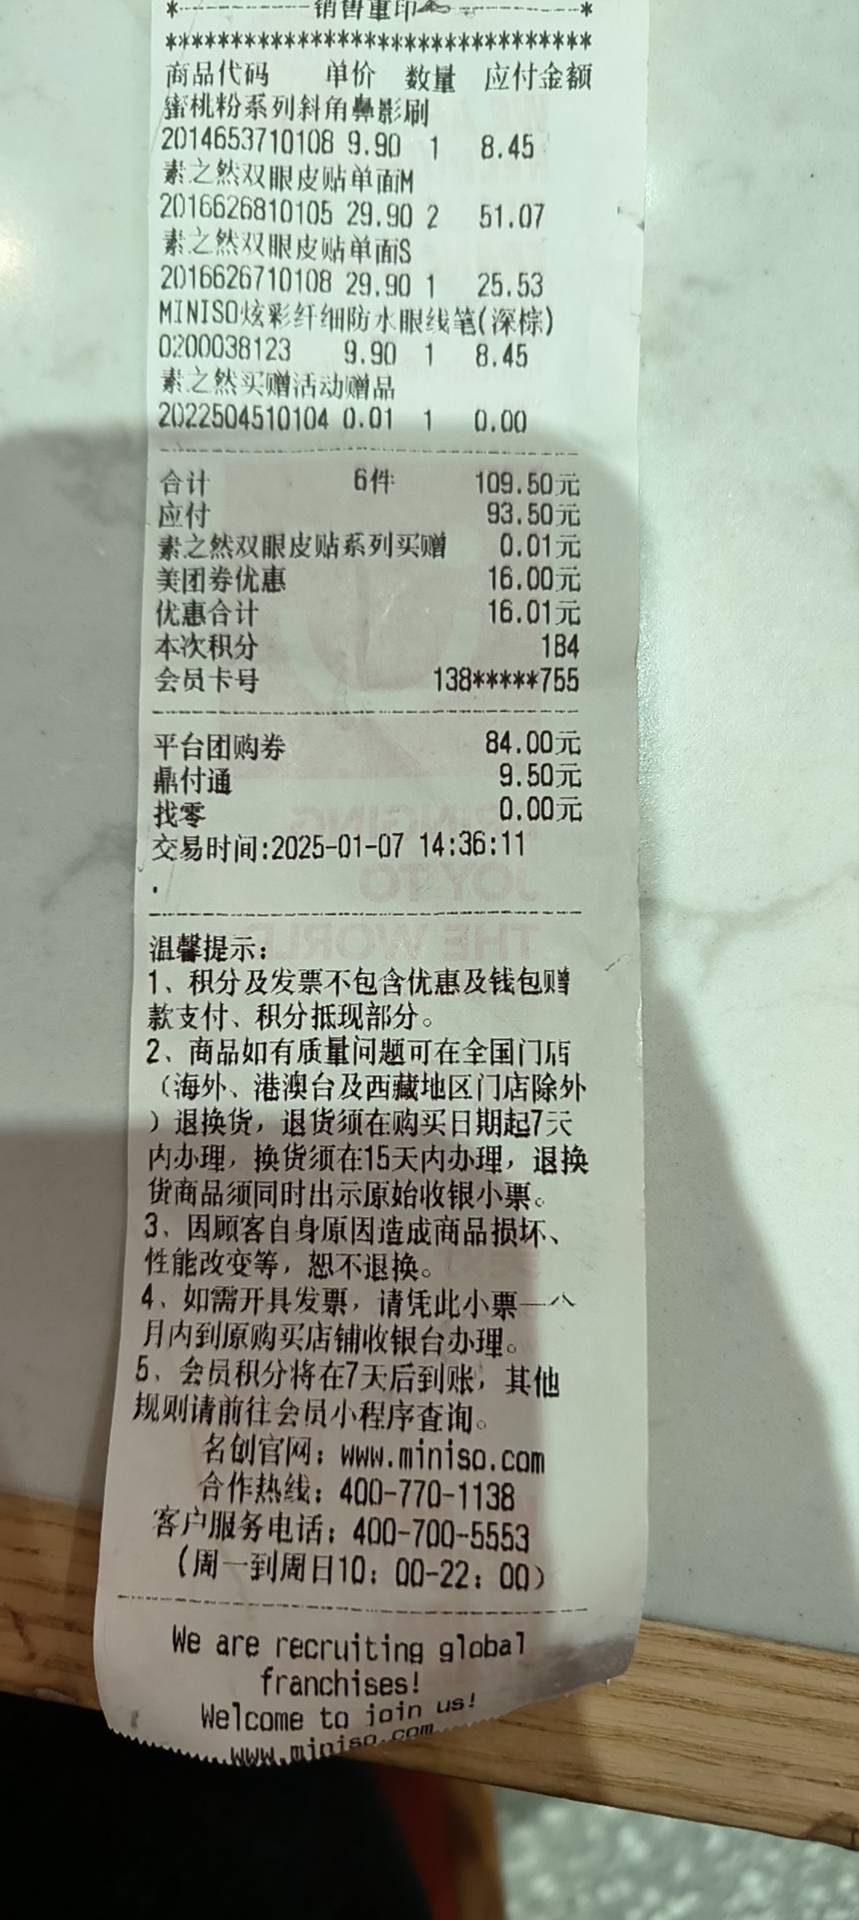 *----------销售重印----------*
********************************
商品代码 单价 数量 应付金额
蜜桃粉系列斜角鼻影刷
2014653710108 9.90 1 8.45
素之然双眼皮贴单面M
2016626810105 29.90 2 51.07
素之然双眼皮贴单面S
2016626710108 29.90 1 25.53
MINISO炫彩纤细防水眼线笔(深棕)
0200038123 9.90 1 8.45
素之然买赠活动赠品
2022504510104 0.01 1 0.00
合计 6件 109.50元
应付 93.50元
素之然双眼皮贴系列买赠 0.01元
美团券优惠 16.00元
优惠合计 16.01元
本次积分 184
会员卡号 138*****755
平台团购券 84.00元
鼎付通 9.50元
找零 0.00元
交易时间:2025-01-07 14:36:11
.
温馨提示:
1、积分及发票不包含优惠及钱包赠
款支付、积分抵现部分。
2、商品如有质量问题可在全国门店
（海外、港澳台及西藏地区门店除外
）退换货，退货须在购买日期起7天
内办理，换货须在15天内办理，退换
货商品须同时出示原始收银小票。
3、因顾客自身原因造成商品损坏、
性能改变等，恕不退换。
4、如需开具发票，请凭此小票一个
月内到原购买店铺收银台办理。
5、会员积分将在7天后到账，其他
规则请前往会员小程序查询。
名创官网：www.miniso.com
合作热线：400-770-1138
客户服务电话：400-700-5553
（周一到周日10：00-22：00）
We are recruiting global
franchises!
Welcome to join us!
www.miniso.com
BRINGING
JOY TO
THE WORLD